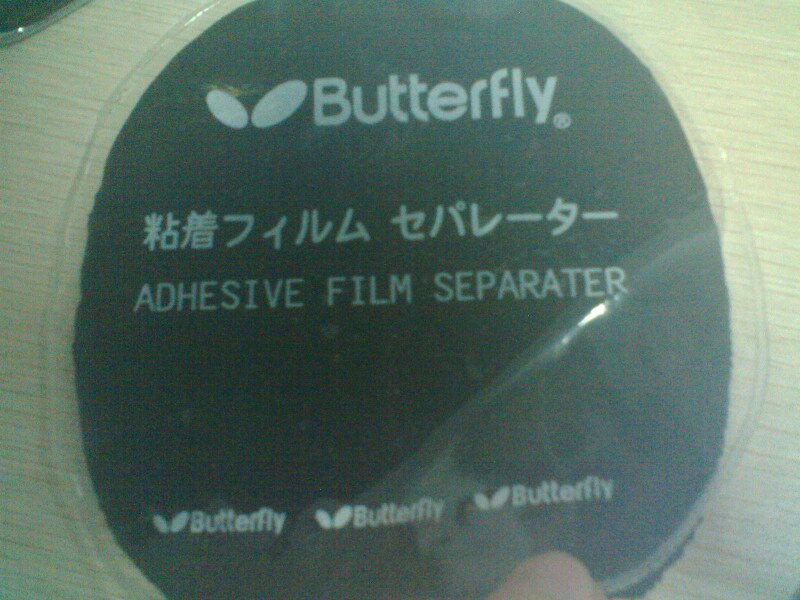 Butterfly®
粘着フィルム セパレーター
ADHESIVE FILM SEPARATER
Butterfly Butterfly Butterfly